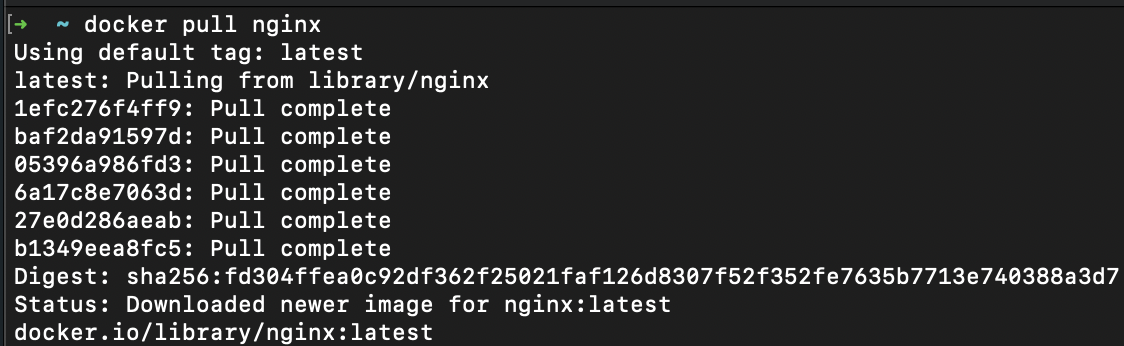 [➜  ~ docker pull nginx
Using default tag: latest
latest: Pulling from library/nginx
1efc276f4ff9: Pull complete
baf2da91597d: Pull complete
05396a986fd3: Pull complete
6a17c8e7063d: Pull complete
27e0d286aeab: Pull complete
b1349eea8fc5: Pull complete
Digest: sha256:fd304ffea0c92df362f25021faf126d8307f52f352fe7635b7713e740388a3d7
Status: Downloaded newer image for nginx:latest
docker.io/library/nginx:latest